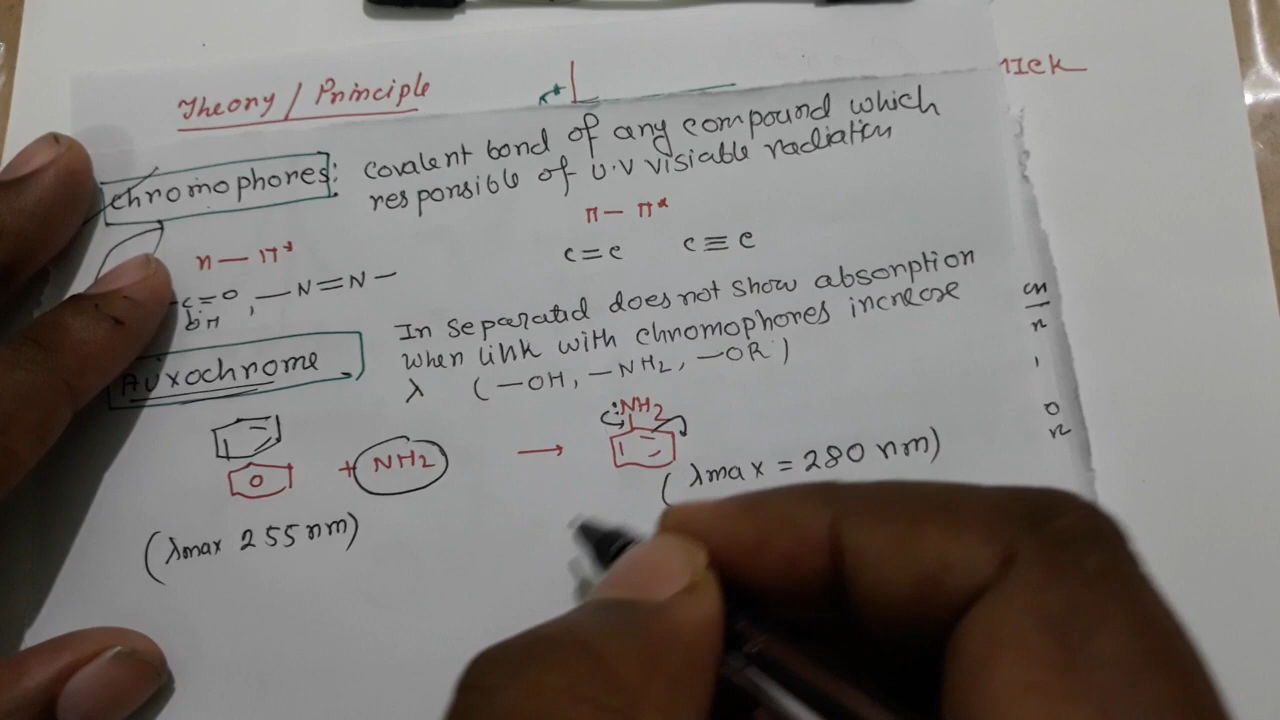 Theory / Principle
Chromophores: covalent bond of any compound which
responsible of U.V visiable radiation
n — π* π — π*
-C=O, —N=N— C=C C≡C
OH
Auxochrome In separated does not show absorption
when link with chromophores increase
λ (—OH, —NH2, —OR)
:NH2
+ NH2 →
(λmax = 280 nm)
(λmax 255 nm)